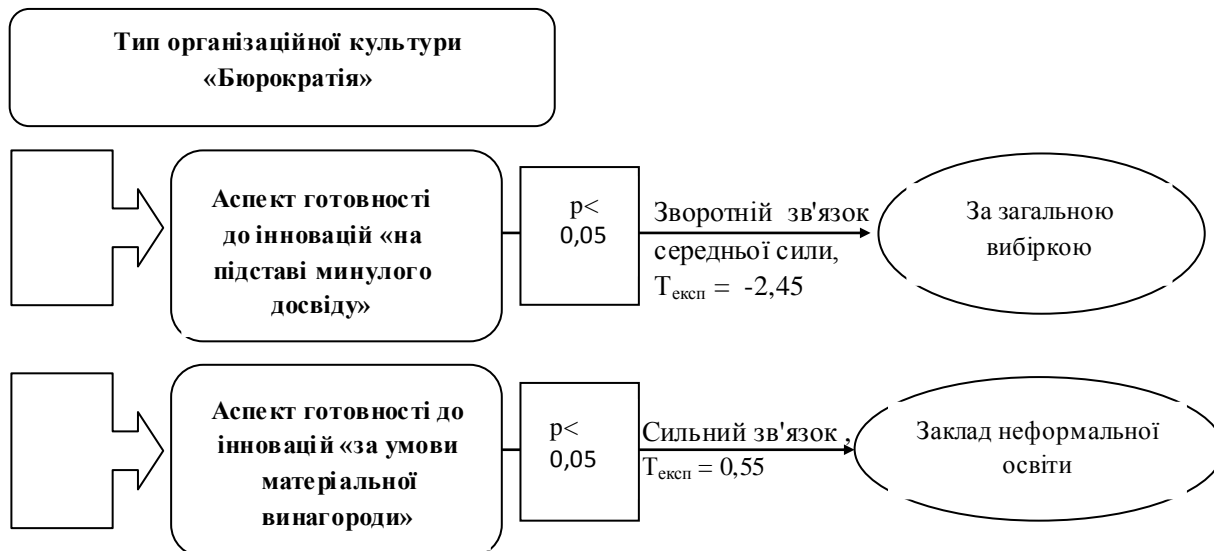 Тип організаційної культури
«Бюрократія»
Аспект готовності
до інновацій «на
підставі минулого
досвіду»
p<
0,05
Зворотній зв'язок
середньої сили,
Тексп = -2,45
За загальною
вибіркою
Аспект готовності до
інновацій «за умови
матеріальної
винагороди»
p<
0,05
Сильний зв'язок ,
Тексп = 0,55
Заклад неформальної
освіти